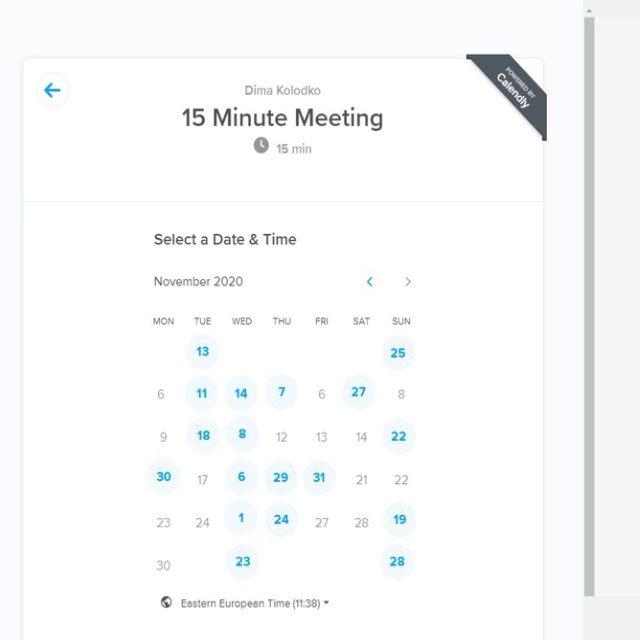 POWERED BY
Calendly
Dima Kolodko
15 Minute Meeting
15 min
Select a Date & Time
November 2020
MON TUE WED THU FRI SAT SUN
13 25
6 11 14 7 6 27 8
9 18 8 12 13 14 22
30 17 6 29 31 21 22
23 24 1 24 27 28 19
30 23 28
Eastern European Time (11:38)